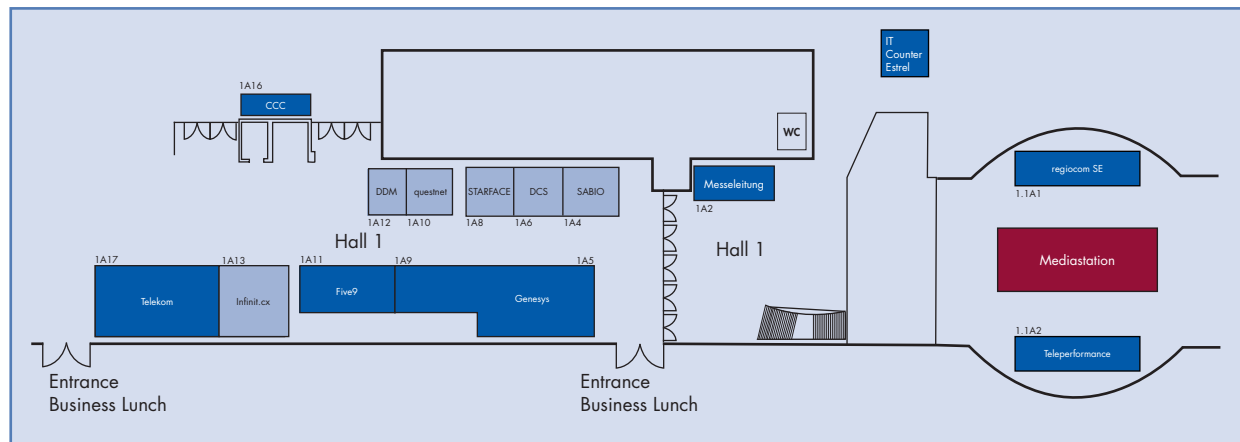 IT
Counter
Estrel
1A16
CCC
WC
regiocom SE
1.1A1
DDM
questnet
STARFACE
DCS
SABIO
Messeleitung
1A12
1A10
1A8
1A6
1A4
1A2
Hall 1
Hall 1
1A17
1A13
1A11
1A9
1A5
Mediastation
Telekom
Infinit.cx
Five9
Genesys
1.1A2
Teleperformance
Entrance
Business Lunch
Entrance
Business Lunch